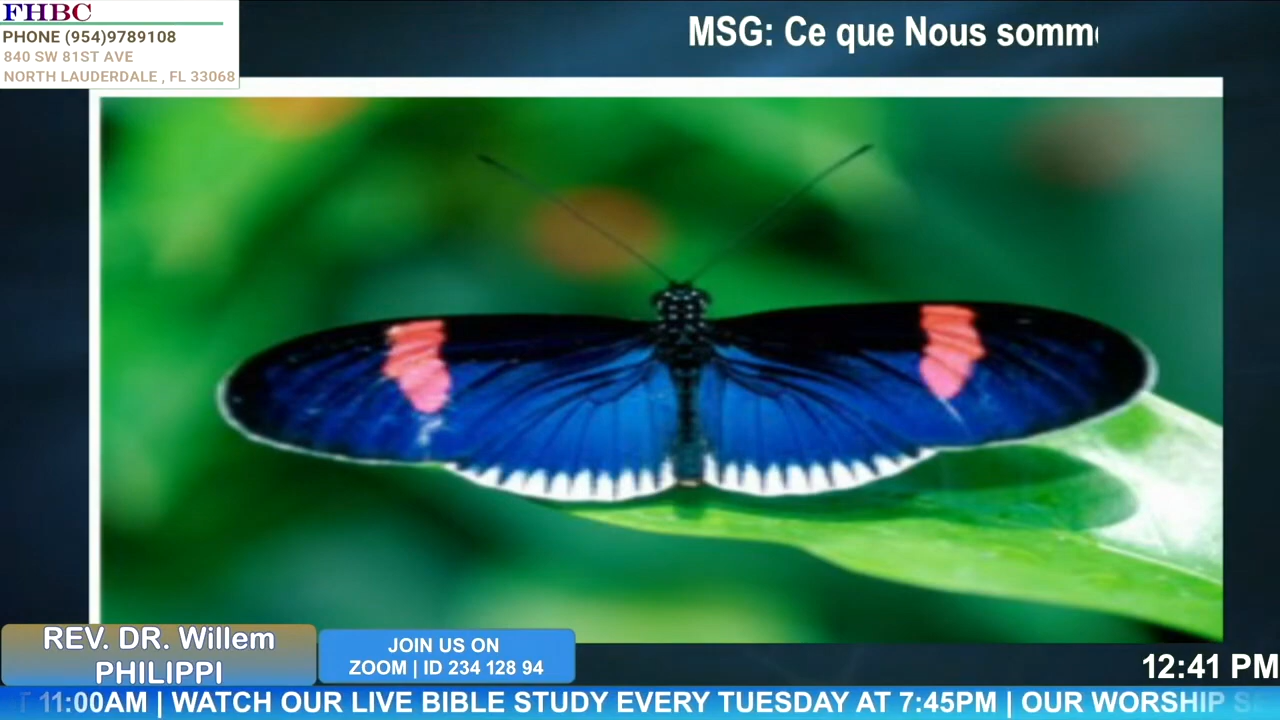 FHBC
PHONE (954)9789108
840 SW 81ST AVE
NORTH LAUDERDALE , FL 33068
MSG: Ce que Nous somm
REV. DR. Willem
PHILIPPI
JOIN US ON
ZOOM | ID 234 128 94
12:41 PM
T 11:00AM | WATCH OUR LIVE BIBLE STUDY EVERY TUESDAY AT 7:45PM | OUR WORSHIP S